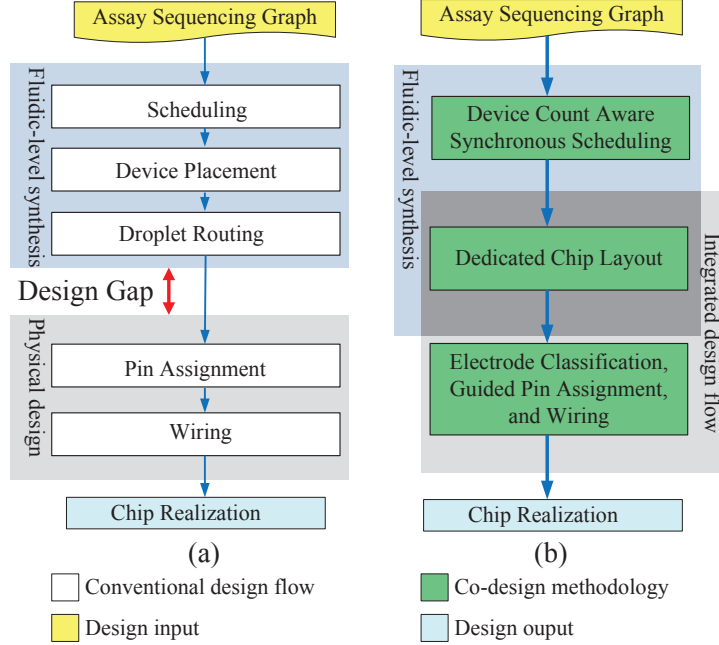 Assay Sequencing Graph
Fluidic-level synthesis
Scheduling
Device Placement
Droplet Routing
Design Gap
Physical design
Pin Assignment
Wiring
Chip Realization
(a)
Assay Sequencing Graph
Fluidic-level synthesis
Device Count Aware
Synchronous Scheduling
Dedicated Chip Layout
Integrated design flow
Electrode Classification,
Guided Pin Assignment,
and Wiring
Chip Realization
(b)
Conventional design flow
Co-design methodology
Design input
Design ouput